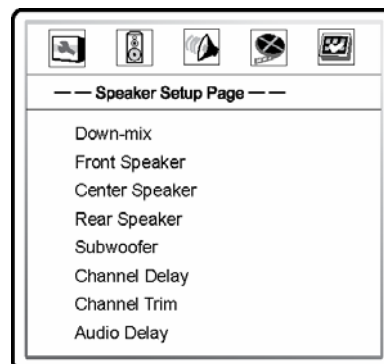 — — Speaker Setup Page — —
Down-mix
Front Speaker
Center Speaker
Rear Speaker
Subwoofer
Channel Delay
Channel Trim
Audio Delay